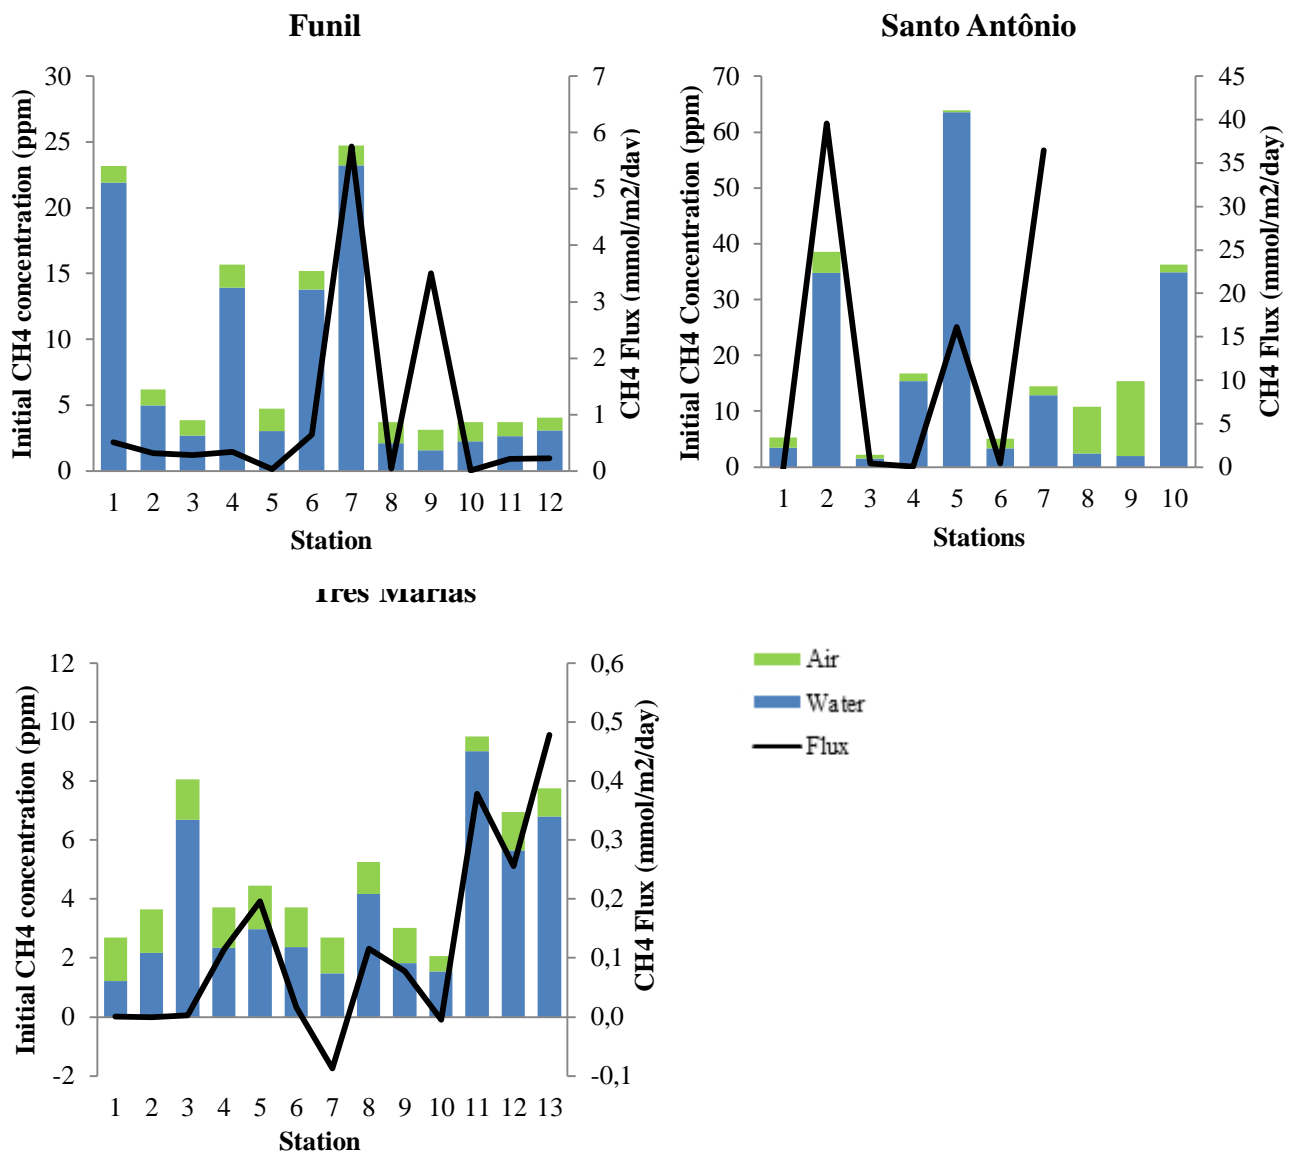 Funil
Initial CH4 concentration (ppm)
30
25
20
15
10
5
0
7
6
5
4
3
2
1
0
CH4 Flux (mmol/m2/day)
1 2 3 4 5 6 7 8 9 10 11 12
Station
Santo Antônio
Initial CH4 Concentration (ppm)
70
60
50
40
30
20
10
0
45
40
35
30
25
20
15
10
5
0
CH4 Flux (mmol/m2/day)
1 2 3 4 5 6 7 8 9 10
Stations
Três Marias
Initial CH4 concentration (ppm)
12
10
8
6
4
2
0
-2
0,6
0,5
0,4
0,3
0,2
0,1
0,0
-0,1
CH4 Flux (mmol/m2/day)
1 2 3 4 5 6 7 8 9 10 11 12 13
Station
Air
Water
Flux